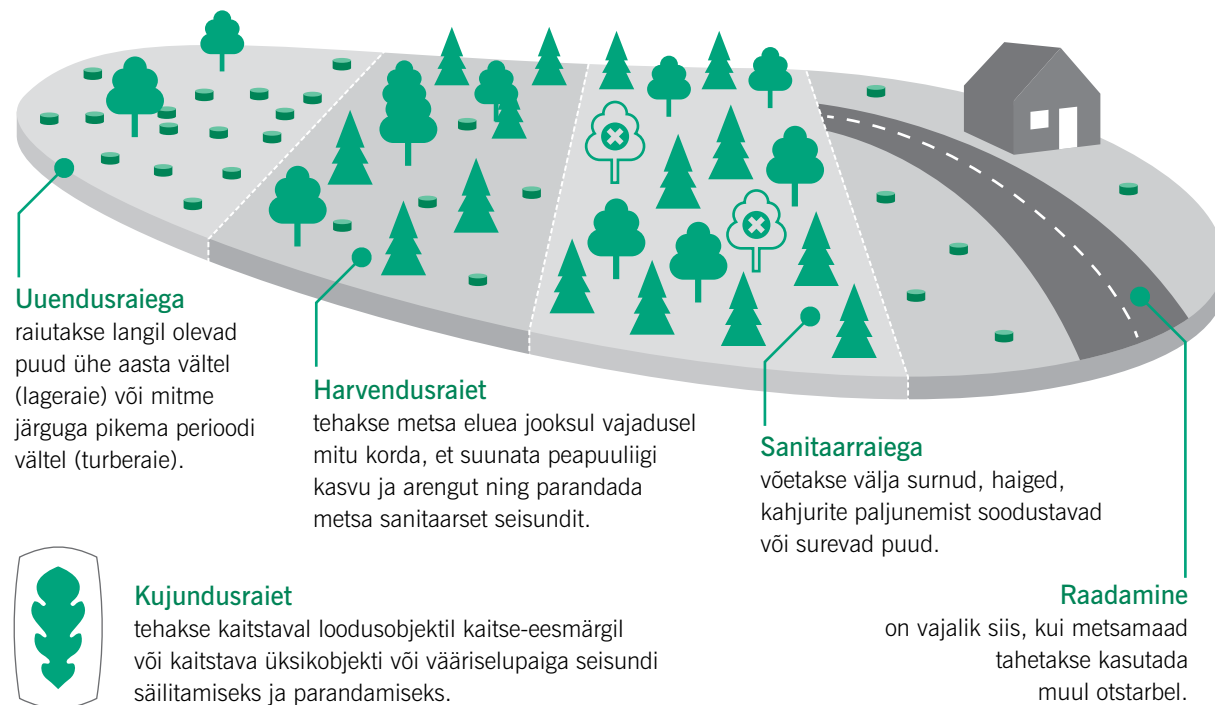 Uuendusraiega
raiutakse langil olevad
puud ühe aasta vältel
(lageraie) või mitme
järguga pikema perioodi
vältel (turberaie).
Harvendusraiet
tehakse metsa eluea jooksul vajadusel
mitu korda, et suunata peapuuliigi
kasvu ja arengut ning parandada
metsa sanitaarset seisundit.
Sanitaarraiega
võetakse välja surnud, haiged,
kahjurite paljunemist soodustavad
või surevad puud.
Kujundusraiet
tehakse kaitstaval loodusobjektil kaitse-eesmärgil
või kaitstava üksikobjekti või vääriselupaiga seisundi
säilitamiseks ja parandamiseks.
Raadamine
on vajalik siis, kui metsamaad
tahetakse kasutada
muul otstarbel.